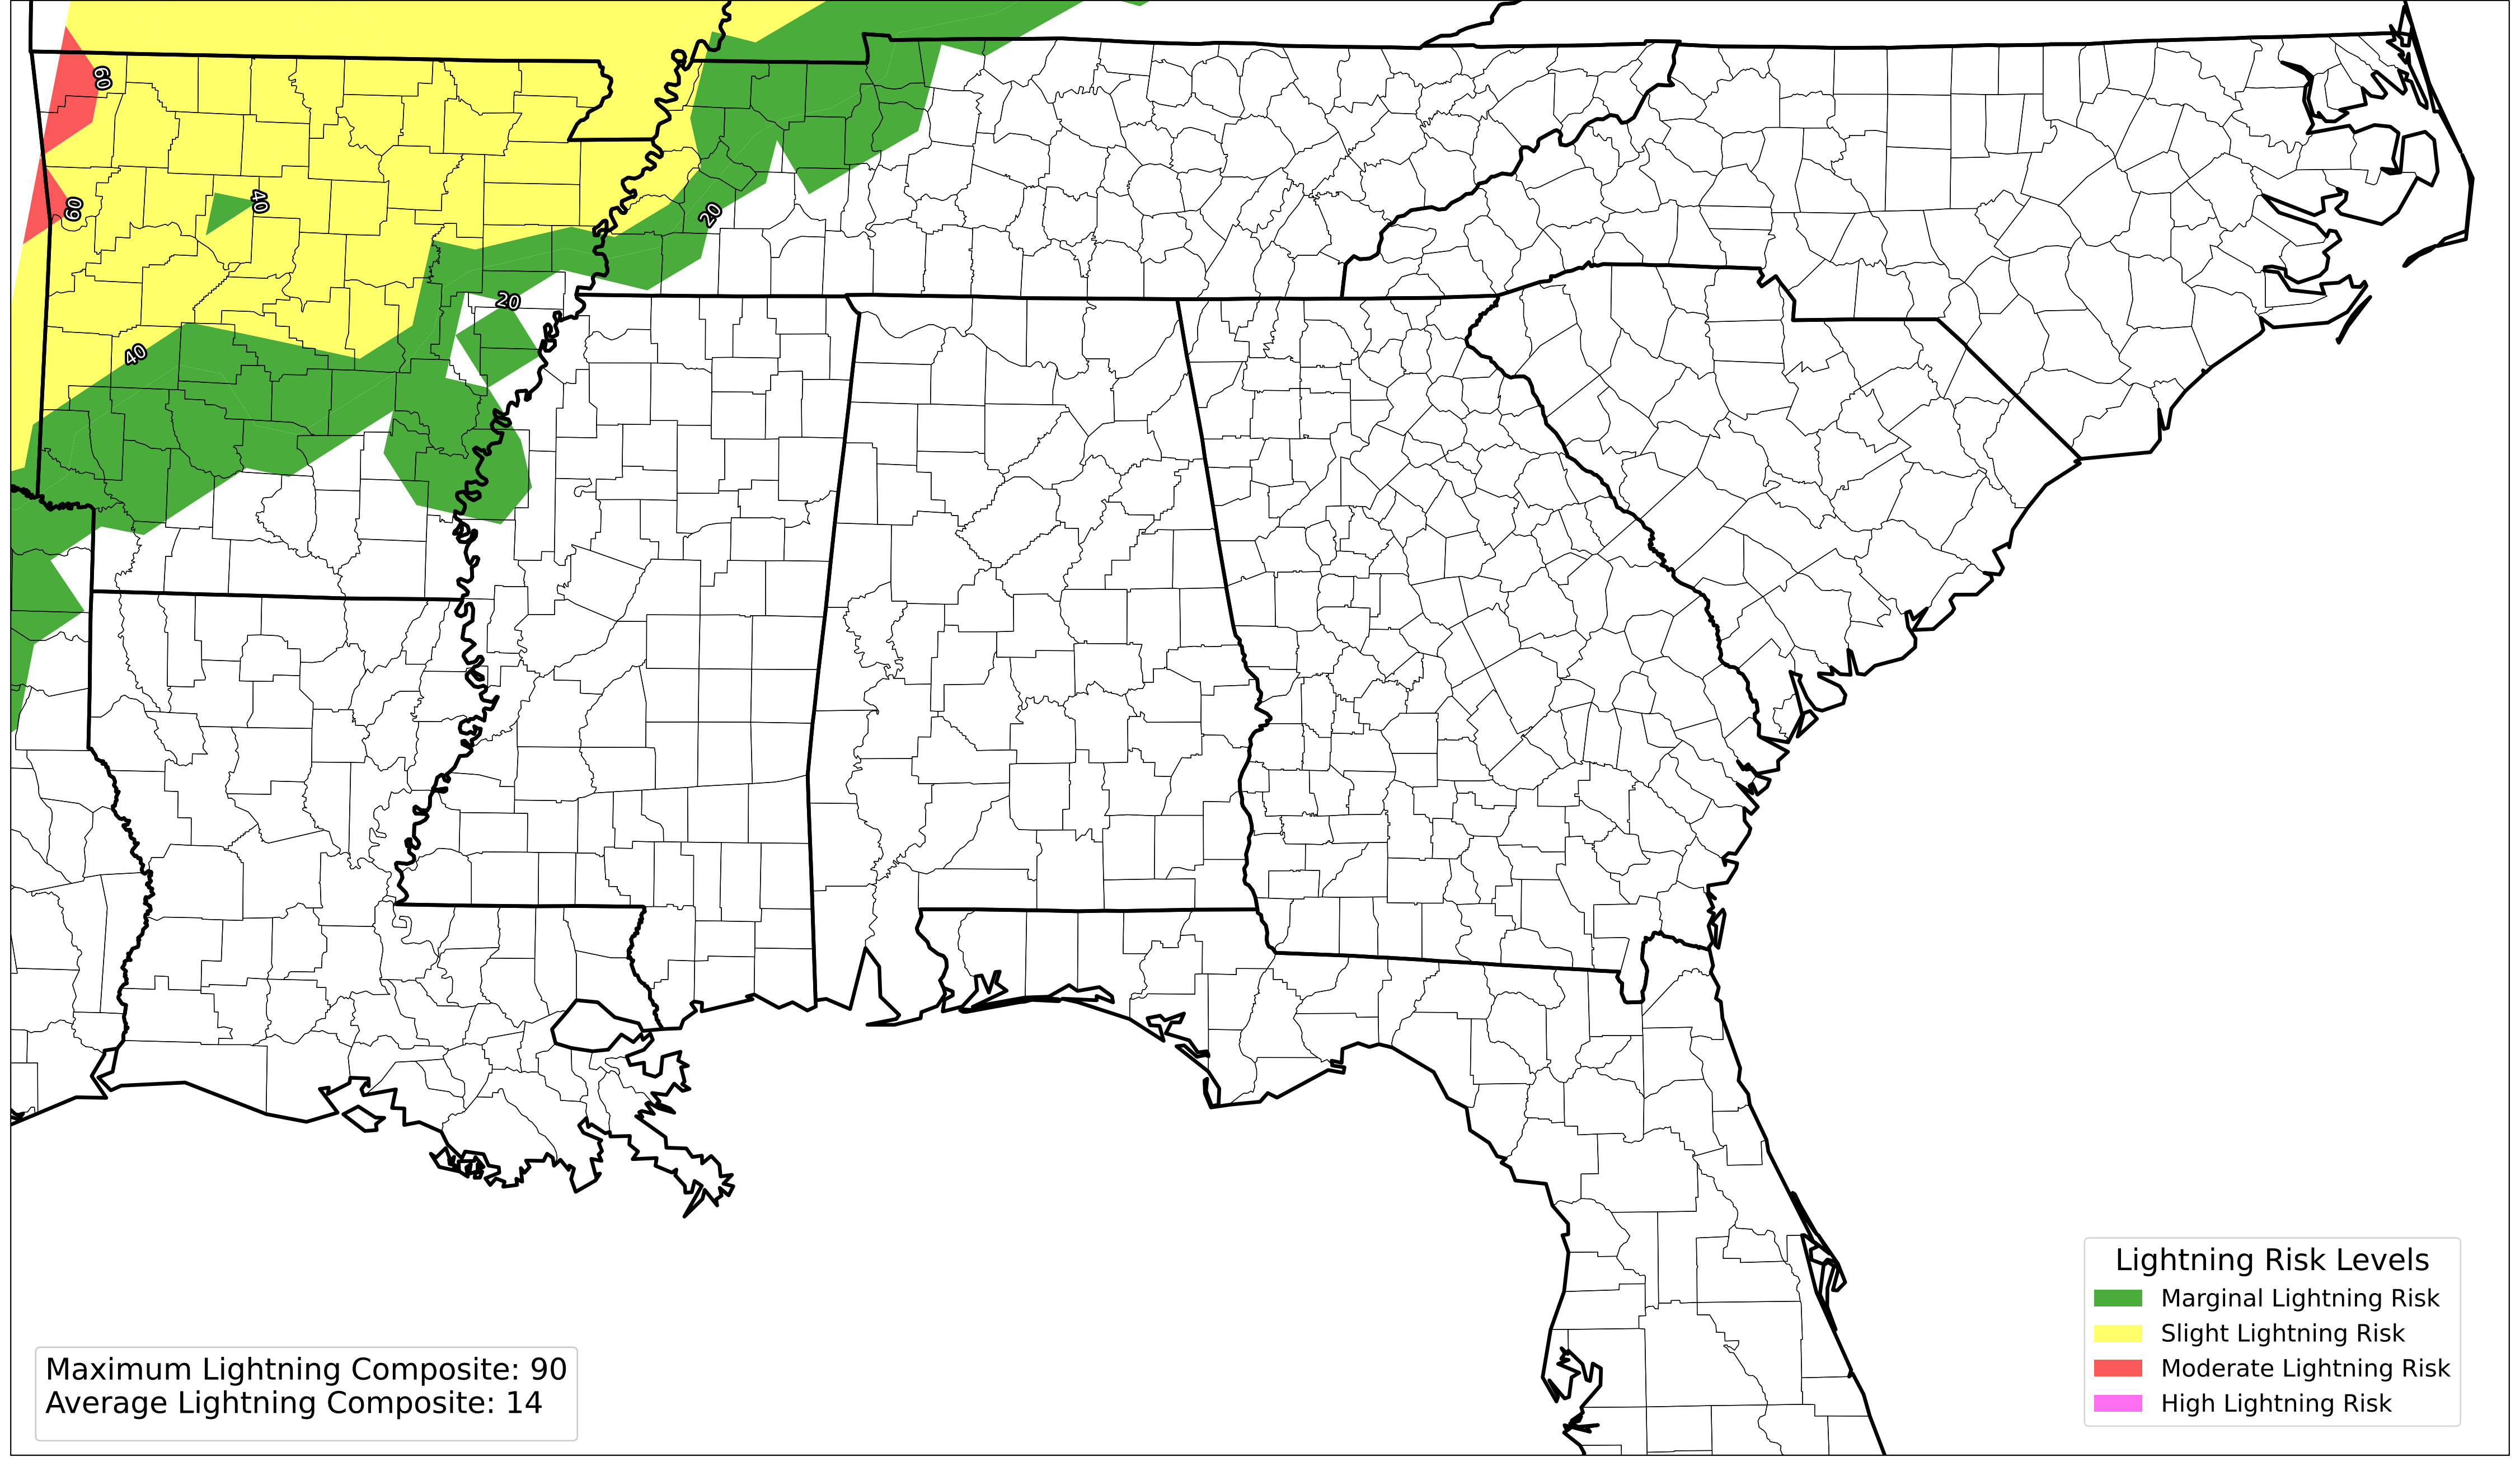 60
60
40
20
20
40
Lightning Risk Levels
Marginal Lightning Risk
Slight Lightning Risk
Moderate Lightning Risk
High Lightning Risk
Maximum Lightning Composite: 90
Average Lightning Composite: 14